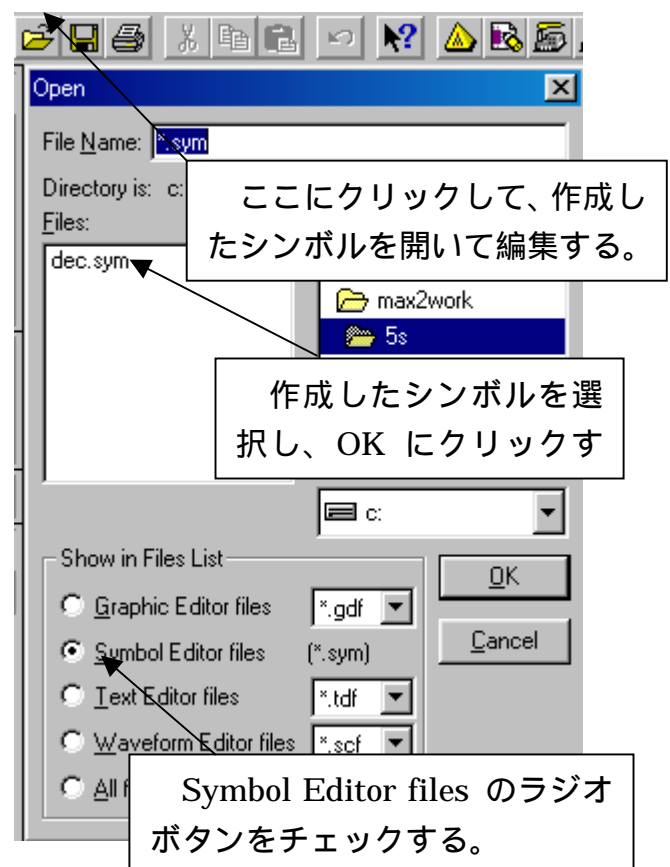 Open
File Name: *.sym
Directory is: c:
ここにクリックして、作成し
たシンボルを開いて編集する。
Files:
dec.sym
max2work
5s
作成したシンボルを選
択し、OK にクリックす
c:
Show in Files List
OK
Graphic Editor files *.gdf
Cancel
Symbol Editor files (*.sym)
Text Editor files *.tdf
Waveform Editor files *.scf
All
Symbol Editor files のラジオ
ボタンをチェックする。